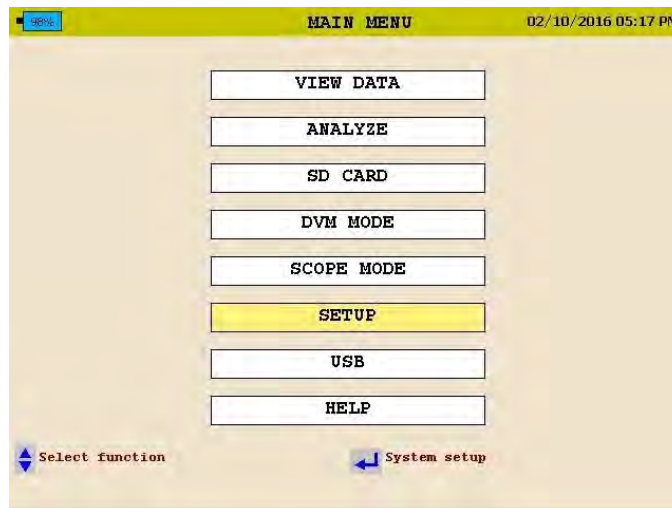 98%
MAIN MENU
02/10/2016 05:17 PM
VIEW DATA
ANALYZE
SD CARD
DVM MODE
SCOPE MODE
SETUP
USB
HELP
Select function
System setup